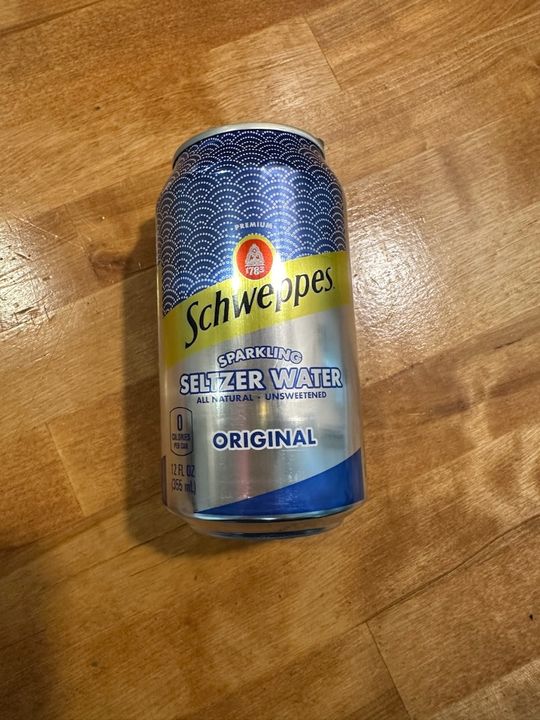 PREMIUM
1783
Schweppes
SPARKLING
SELTZER WATER
ALL NATURAL • UNSWEETENED
ORIGINAL
0
CALORIES
PER CAN
12 FL OZ
(355 mL)